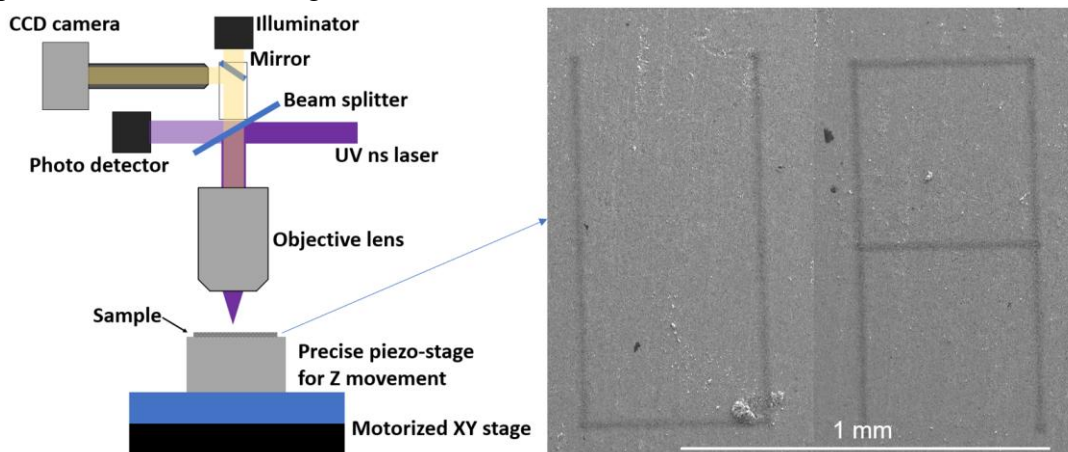 CCD camera
Illuminator
Mirror
Beam splitter
Photo detector
UV ns laser
Objective lens
Sample
Precise piezo-stage
for Z movement
Motorized XY stage
1 mm